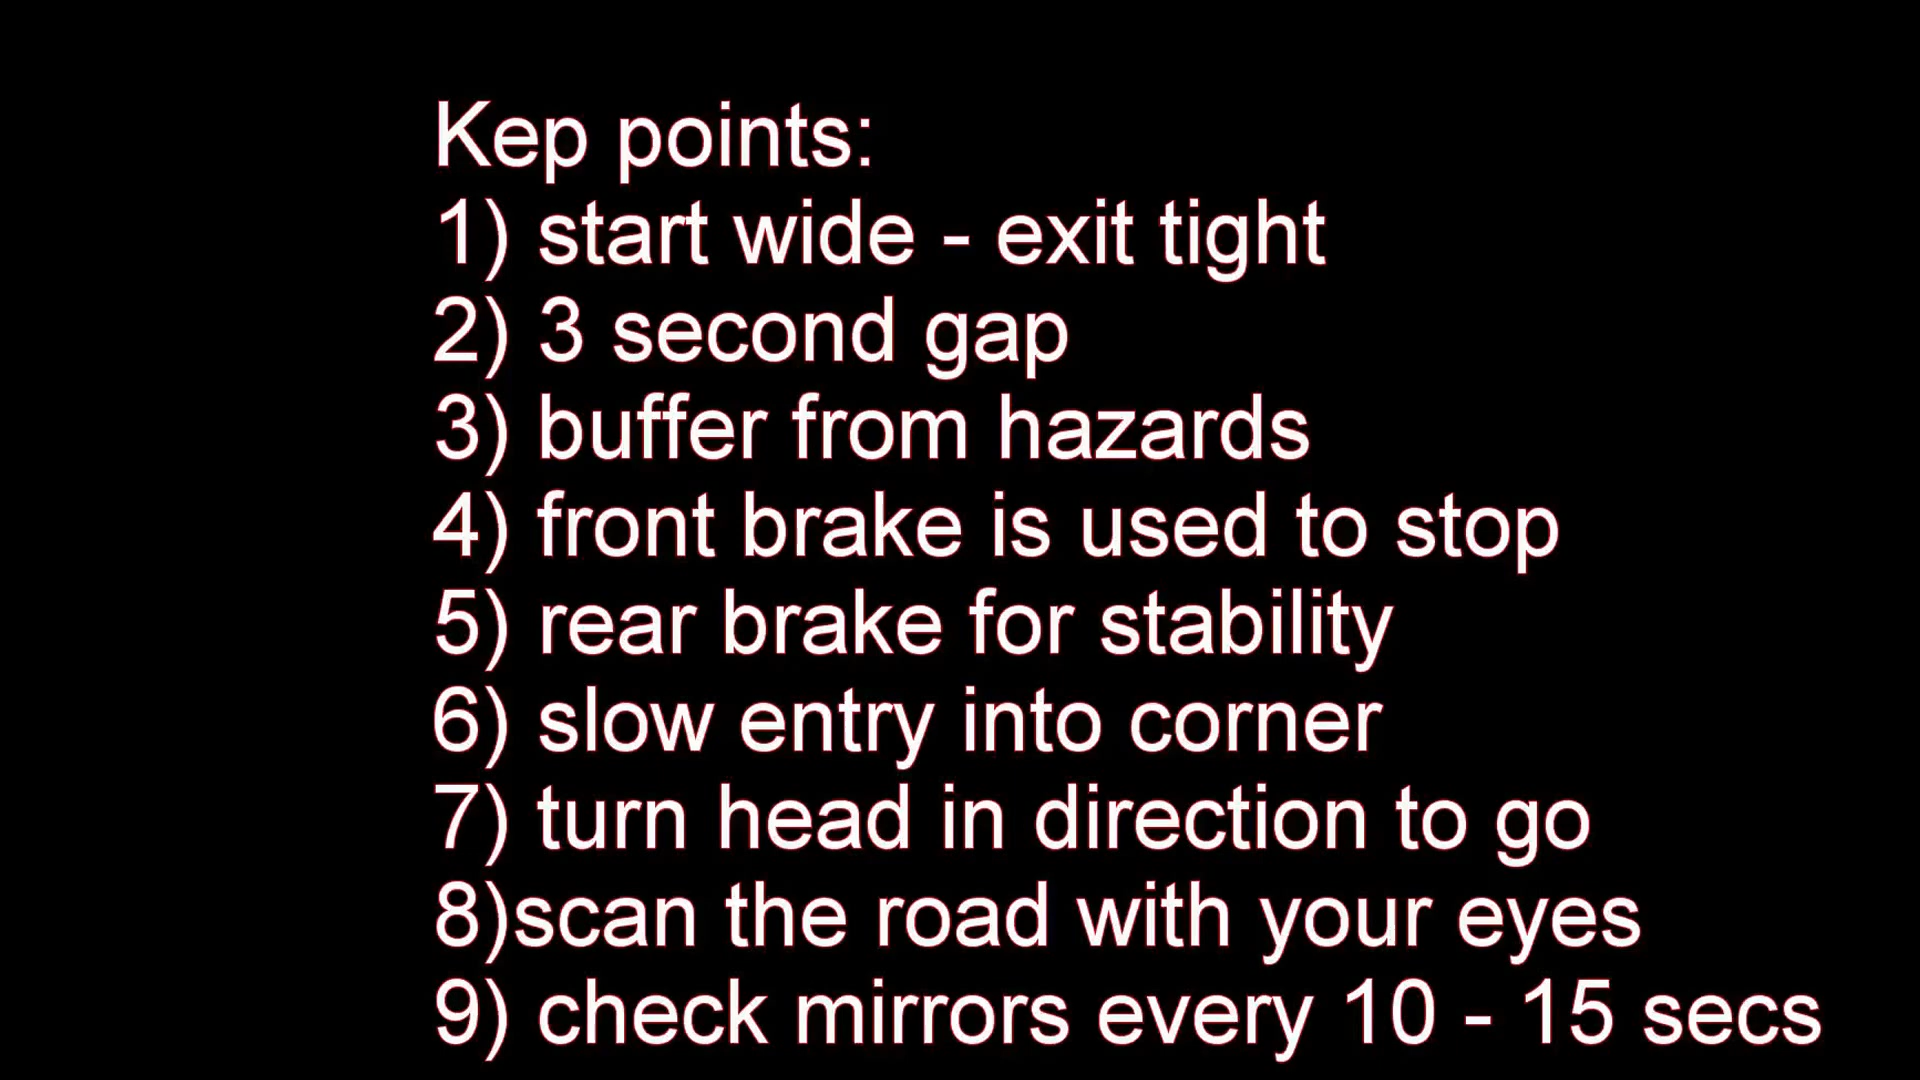 Kep points:
1) start wide - exit tight
2) 3 second gap
3) buffer from hazards
4) front brake is used to stop
5) rear brake for stability
6) slow entry into corner
7) turn head in direction to go
8)scan the road with your eyes
9) check mirrors every 10 - 15 secs